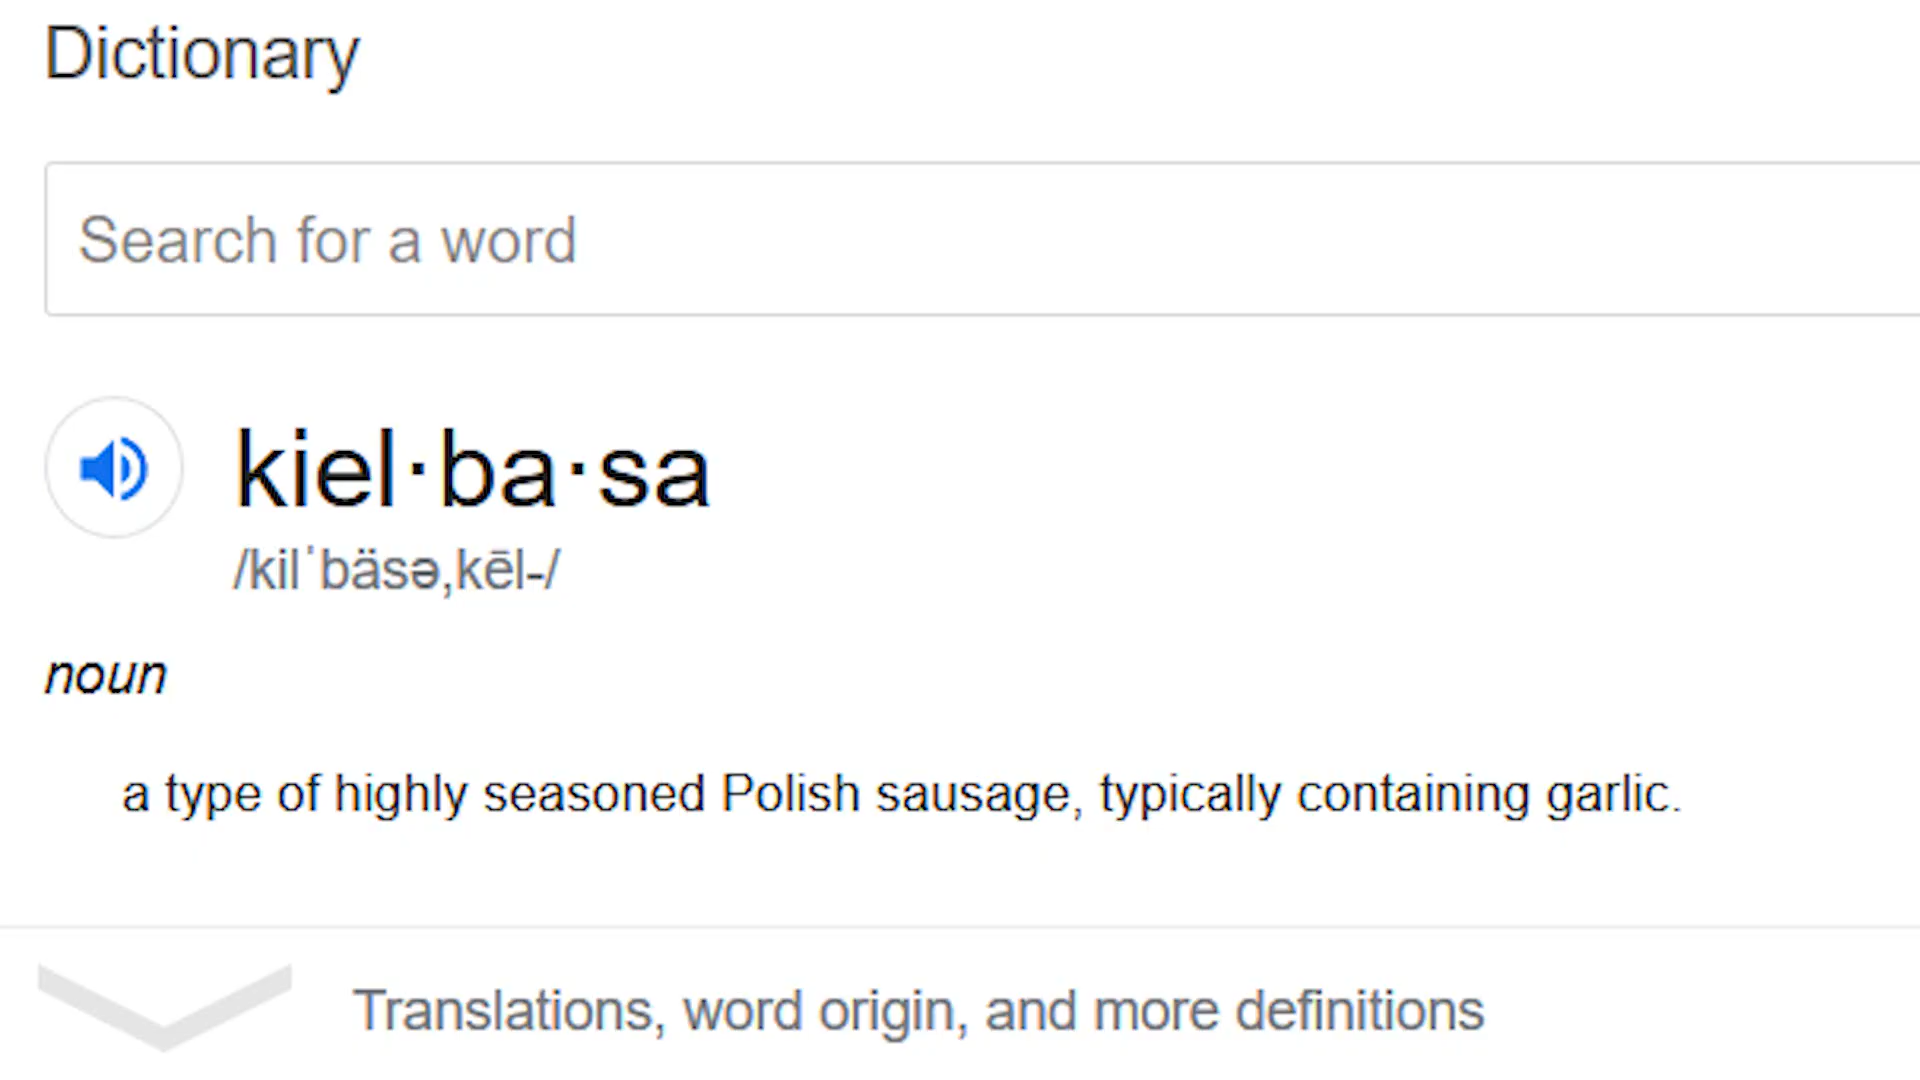 Dictionary
Search for a word
kiel·ba·sa
/kilˈbäsə,kēl-/
noun
a type of highly seasoned Polish sausage, typically containing garlic.
Translations, word origin, and more definitions